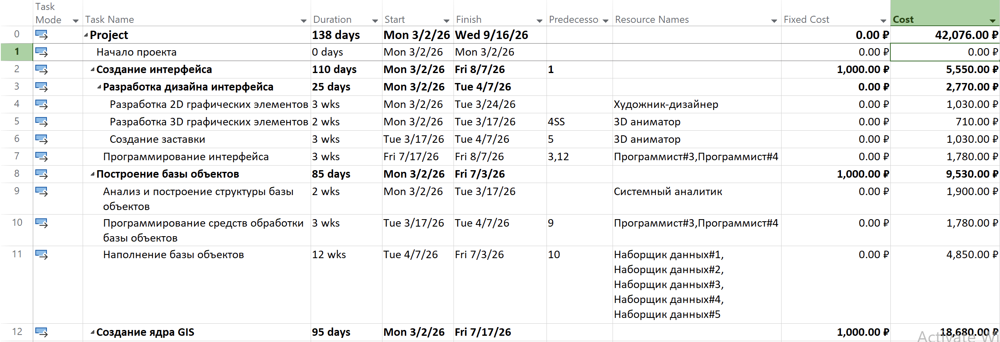 Task Mode	Task Name	Duration	Start	Finish	Predecesso	Resource Names	Fixed Cost	Cost
0	Project	138 days	Mon 3/2/26	Wed 9/16/26			0.00 ₽	42,076.00 ₽
1	Начало проекта	0 days	Mon 3/2/26	Mon 3/2/26			0.00 ₽	0.00 ₽
2	Создание интерфейса	110 days	Mon 3/2/26	Fri 8/7/26	1		1,000.00 ₽	5,550.00 ₽
3	Разработка дизайна интерфейса	25 days	Mon 3/2/26	Tue 4/7/26			0.00 ₽	2,770.00 ₽
4	Разработка 2D графических элементов	3 wks	Mon 3/2/26	Tue 3/24/26		Художник-дизайнер	0.00 ₽	1,030.00 ₽
5	Разработка 3D графических элементов	2 wks	Mon 3/2/26	Tue 3/17/26	4SS	3D аниматор	0.00 ₽	710.00 ₽
6	Создание заставки	3 wks	Tue 3/17/26	Tue 4/7/26	5	3D аниматор	0.00 ₽	1,030.00 ₽
7	Программирование интерфейса	3 wks	Fri 7/17/26	Fri 8/7/26	3,12	Программист#3,Программист#4	0.00 ₽	1,780.00 ₽
8	Построение базы объектов	85 days	Mon 3/2/26	Fri 7/3/26			1,000.00 ₽	9,530.00 ₽
9	Анализ и построение структуры базы	2 wks	Mon 3/2/26	Tue 3/17/26		Системный аналитик	0.00 ₽	1,900.00 ₽
объектов
10	Программирование средств обработки	3 wks	Tue 3/17/26	Tue 4/7/26	9	Программист#3,Программист#4	0.00 ₽	1,780.00 ₽
базы объектов
11	Наполнение базы объектов	12 wks	Tue 4/7/26	Fri 7/3/26	10	Наборщик данных#1,	0.00 ₽	4,850.00 ₽
Наборщик данных#2,
Наборщик данных#3,
Наборщик данных#4,
Наборщик данных#5
12	Создание ядра GIS	95 days	Mon 3/2/26	Fri 7/17/26			1,000.00 ₽	18,680.00 ₽
Activate Wi